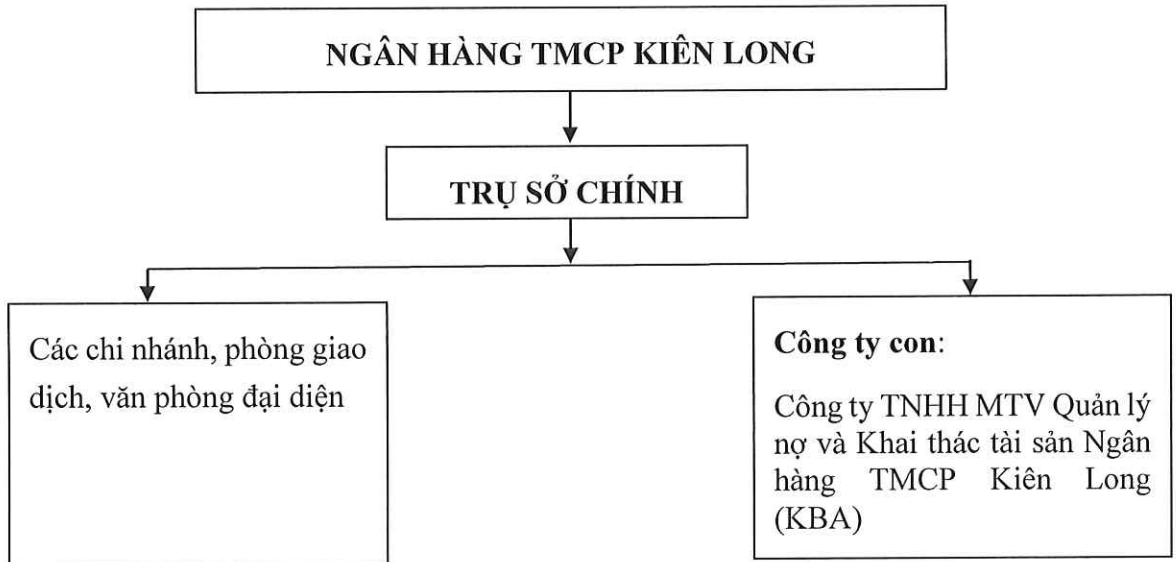 NGÂN HÀNG TMCP KIÊN LONG
TRỤ SỞ CHÍNH
Các chi nhánh, phòng giao
dịch, văn phòng đại diện
Công ty con:
Công ty TNHH MTV Quản lý
nợ và Khai thác tài sản Ngân
hàng TMCP Kiên Long
(KBA)